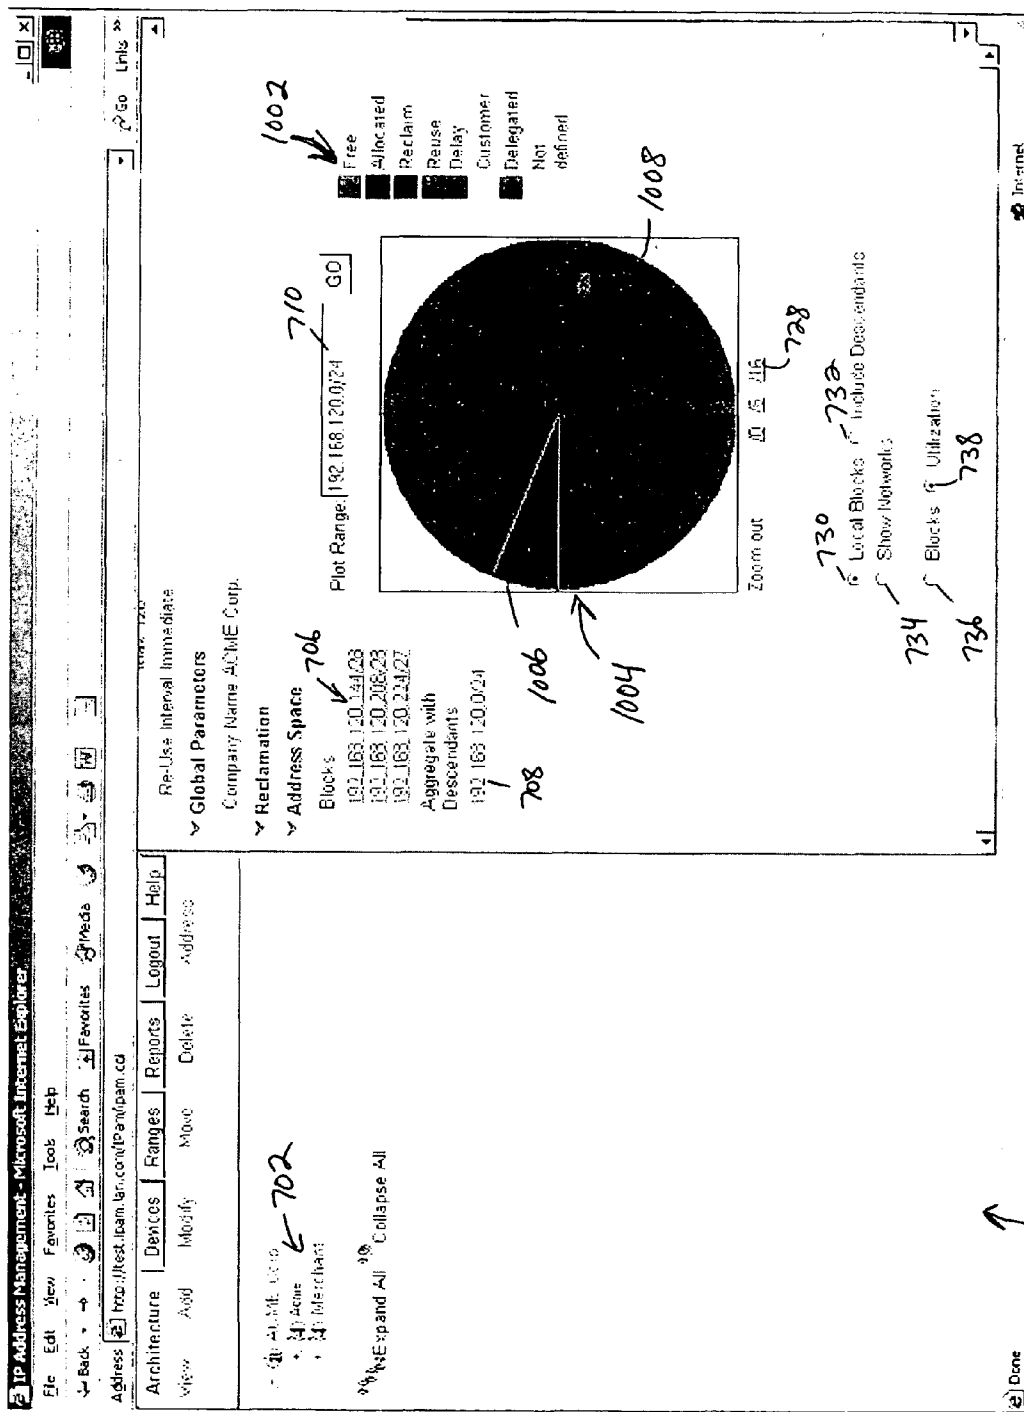 IP Address Management - Microsoft Internet Explorer
File Edit View Favorites Tools Help
Back Search Favorites Media
Address http://test.ipam.lan.com/IPam/ipam.cgi Go Links »
Architecture Devices Ranges Reports Logout Help
View Add Modify Move Delete Address
ACME Corp
Acme 702
Merchant
Expand All Collapse All
Re-Use Interval Immediate
Global Parameters
Company Name ACME Corp.
Reclamation
Address Space
Blocks 706
192.168.120.144/28
192.168.120.208/28
192.168.120.224/27
Aggregate with
Descendants
192.168.120.0/24
708
Plot Range: 192.168.120.0/24 GO
710
1002
Free
Allocated
Reclaim
Reuse
Delay
Customer
Delegated
Not
defined
1006
1004
1008
Zoom out /0 /8 /16
728
730
Local Blocks Include Descendants
732
Show Networks
734
Blocks Utilization
736
738
Done Internet